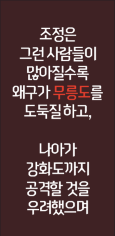 조정은
그런 사람들이
많아질수록
왜구가 무릉도를
도둑질 하고,
나아가
강화도까지
공격할 것을
우려했으며